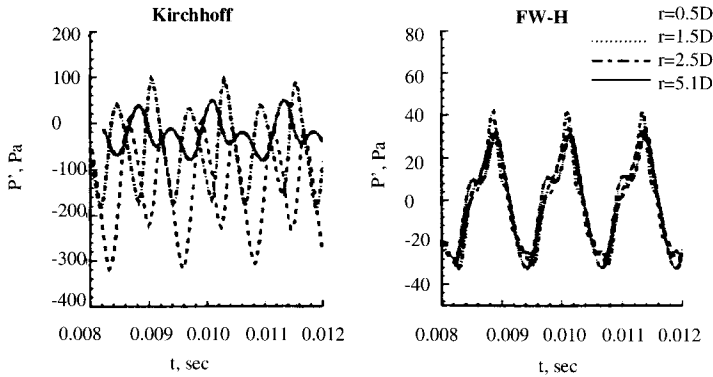 Kirchhoff
200
100
0
-100
-200
-300
-400
P', Pa
0.008 0.009 0.010 0.011 0.012
t, sec
FW-H
r=0.5D
r=1.5D
r=2.5D
r=5.1D
80
60
40
20
0
-20
-40
P', Pa
0.008 0.009 0.010 0.011 0.012
t, sec